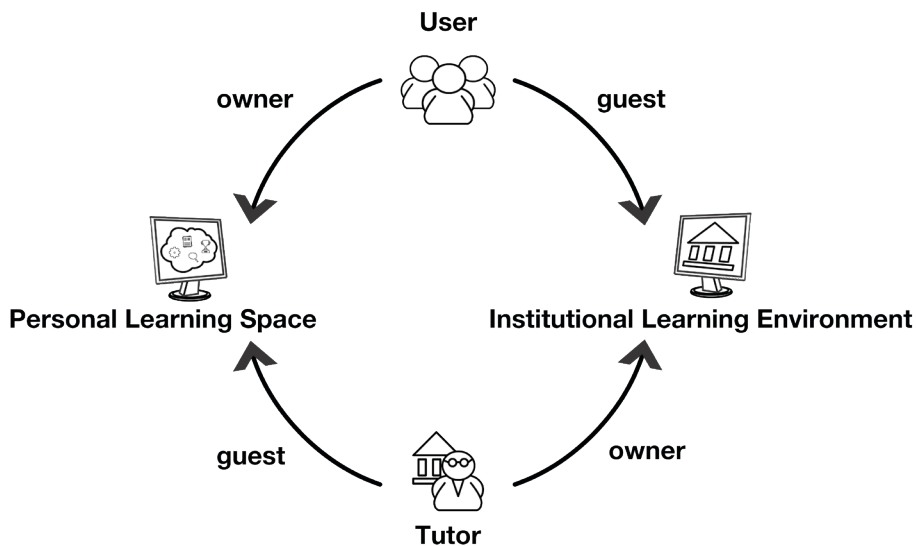 User
owner
guest
Personal Learning Space
Institutional Learning Environment
guest
owner
Tutor